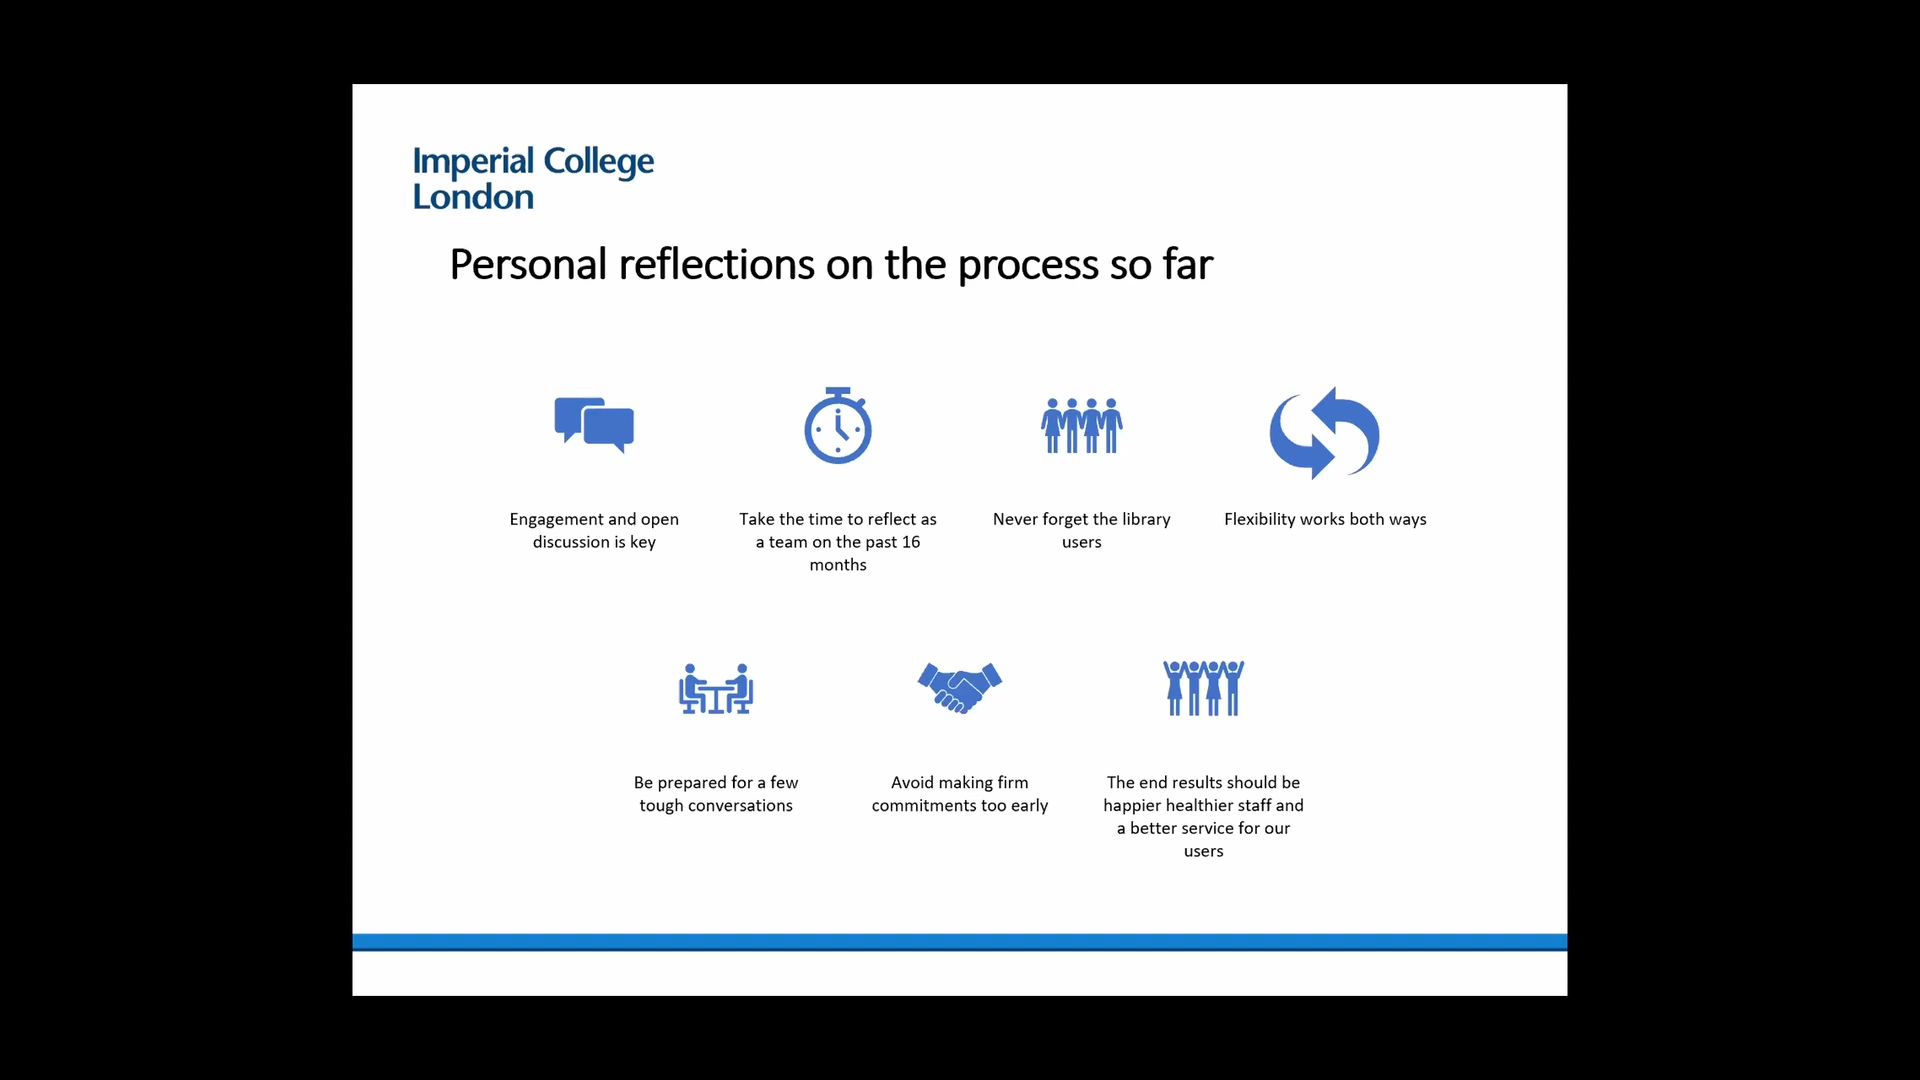 Imperial College
London
Personal reflections on the process so far
Engagement and open
discussion is key
Take the time to reflect as
a team on the past 16
months
Never forget the library
users
Flexibility works both ways
Be prepared for a few
tough conversations
Avoid making firm
commitments too early
The end results should be
happier healthier staff and
a better service for our
users